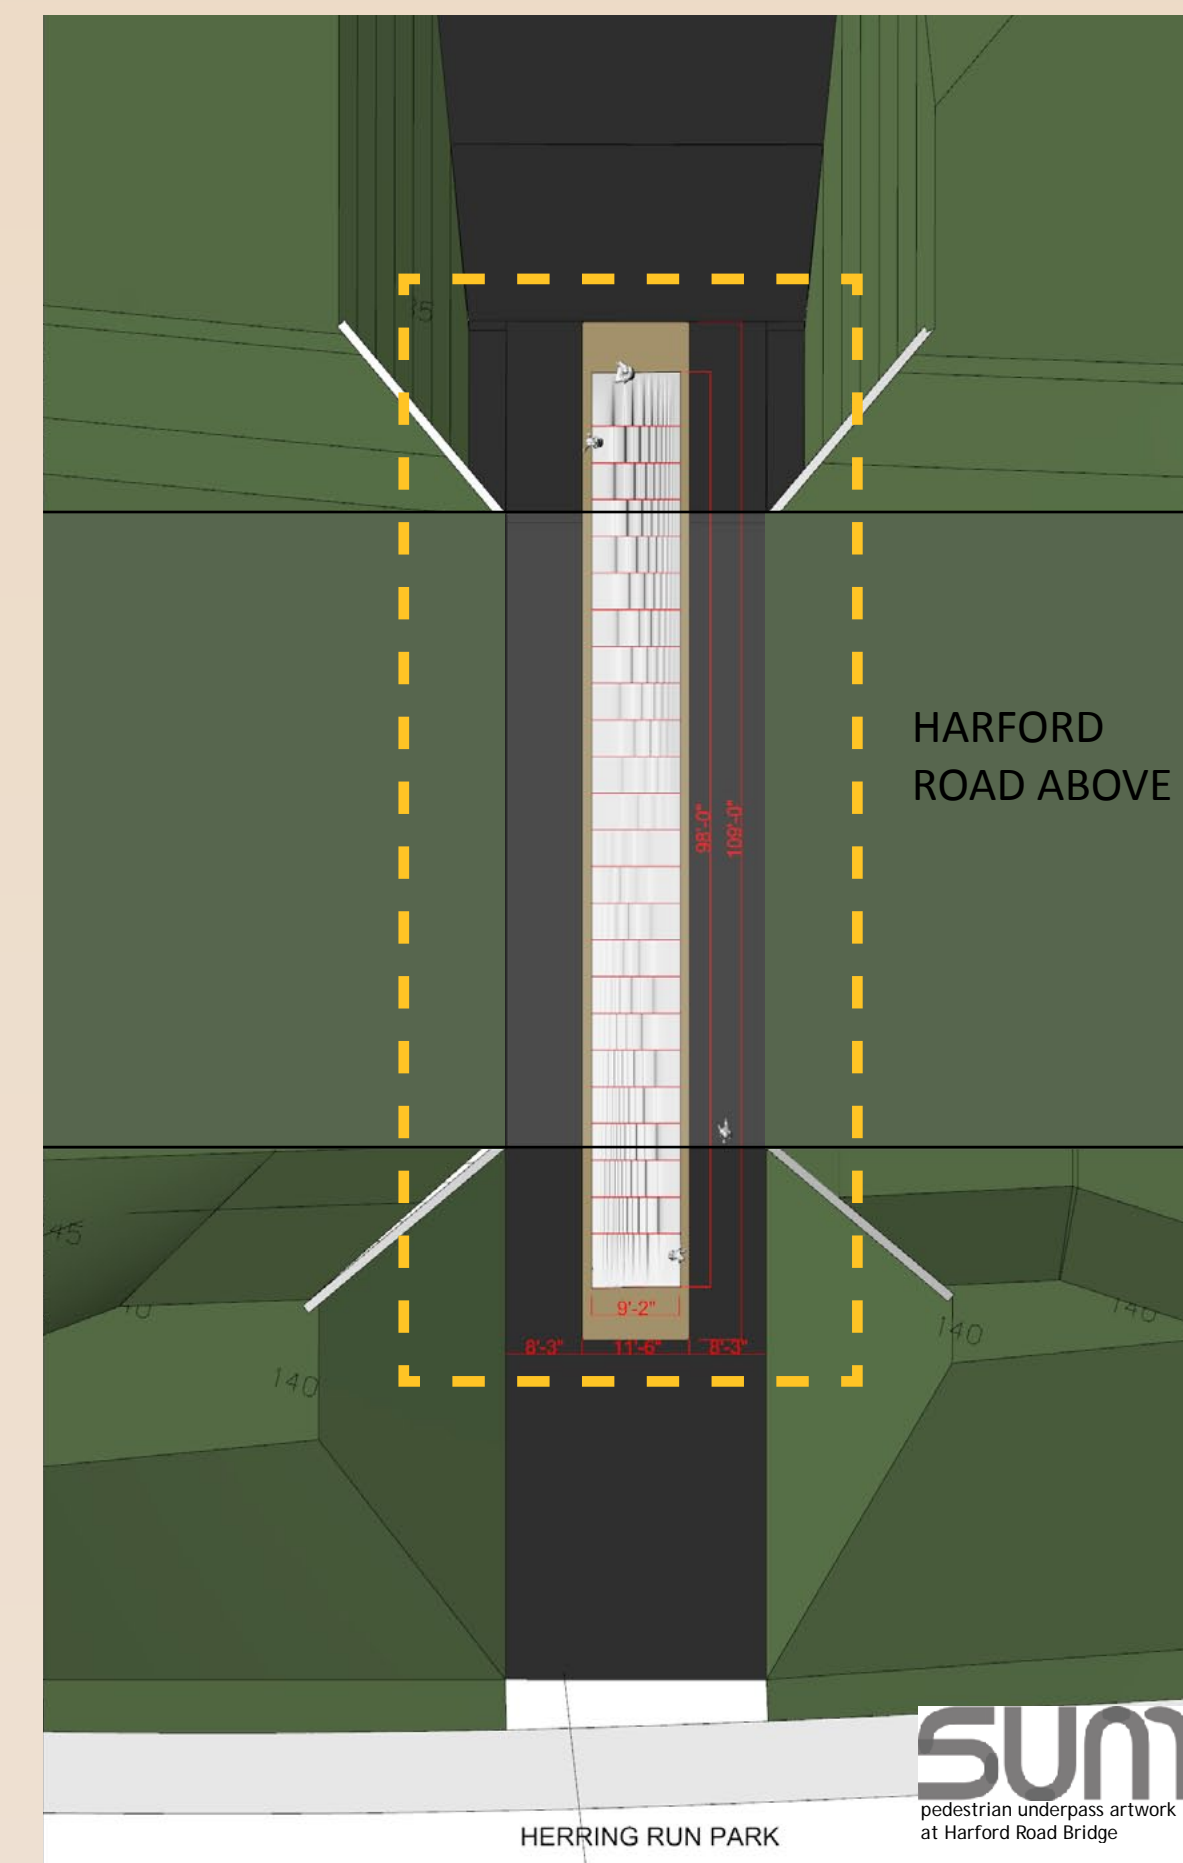 HARFORD
ROAD ABOVE
98'-0"
109'-0"
9'-2"
8'-3"
11'-6"
8'-3"
45
140
140
140
SUM
pedestrian underpass artwork
at Harford Road Bridge
HERRING RUN PARK